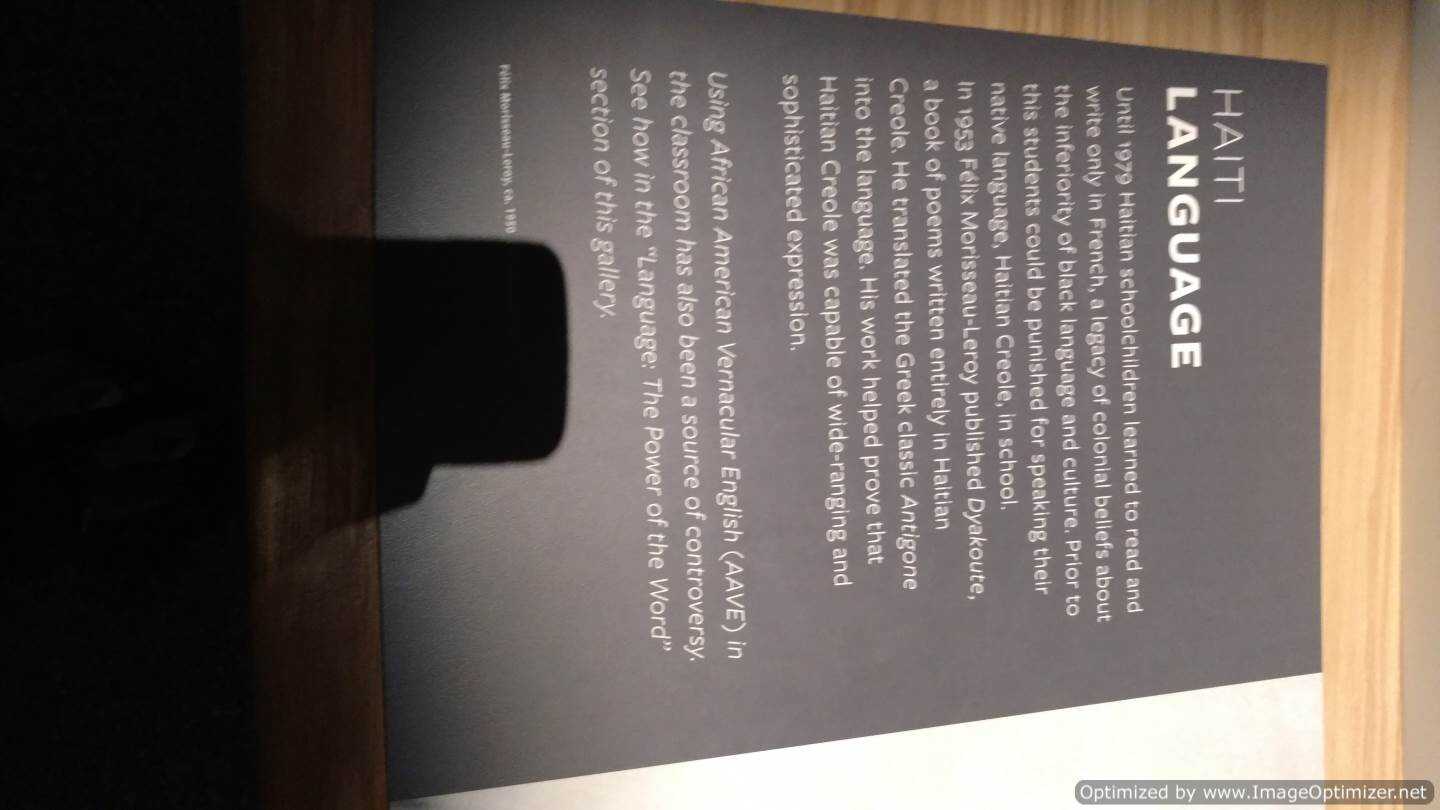 HAITI
LANGUAGE
Until 1979 Haitian schoolchildren learned to read and
write only in French, a legacy of colonial beliefs about
the inferiority of black language and culture. Prior to
this students could be punished for speaking their
native language, Haitian Creole, in school.
In 1953 Félix Morisseau-Leroy published Dyakoute,
a book of poems written entirely in Haitian
Creole. He translated the Greek classic Antigone
into the language. His work helped prove that
Haitian Creole was capable of wide-ranging and
sophisticated expression.
Using African American Vernacular English (AAVE) in
the classroom has also been a source of controversy.
See how in the "Language: The Power of the Word"
section of this gallery.
Félix Morisseau-Leroy, ca.
Optimized by www.ImageOptimizer.net